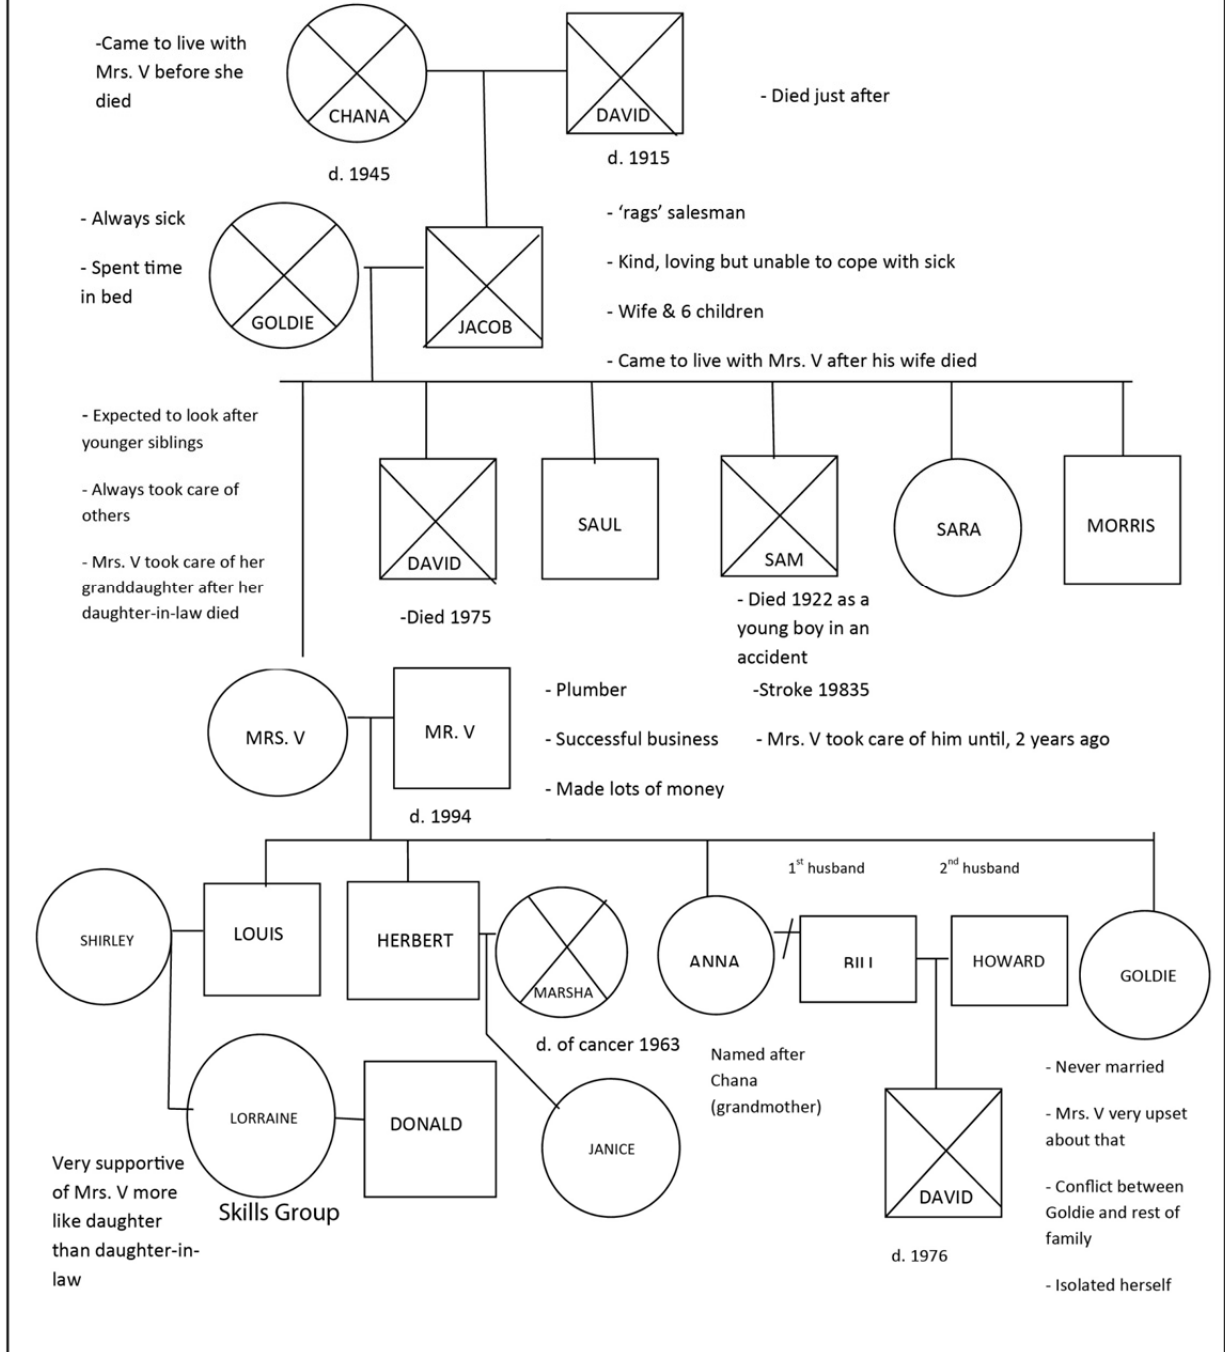 -Came to live with
Mrs. V before she
died
CHANA
d. 1945
DAVID
d. 1915
- Died just after
- Always sick
- Spent time
in bed
GOLDIE
JACOB
- ‘rags’ salesman
- Kind, loving but unable to cope with sick
- Wife & 6 children
- Came to live with Mrs. V after his wife died
- Expected to look after
younger siblings
- Always took care of
others
- Mrs. V took care of her
granddaughter after her
daughter-in-law died
DAVID
-Died 1975
SAUL
SAM
- Died 1922 as a
young boy in an
accident
SARA
MORRIS
MRS. V
MR. V
d. 1994
- Plumber
- Successful business
- Made lots of money
-Stroke 19835
- Mrs. V took care of him until, 2 years ago
1st husband
2nd husband
SHIRLEY
LOUIS
HERBERT
MARSHA
d. of cancer 1963
ANNA
BILL
HOWARD
GOLDIE
Named after
Chana
(grandmother)
- Never married
- Mrs. V very upset
about that
- Conflict between
Goldie and rest of
family
- Isolated herself
LORRAINE
DONALD
JANICE
DAVID
d. 1976
Very supportive
of Mrs. V more
like daughter
than daughter-in-
law
Skills Group